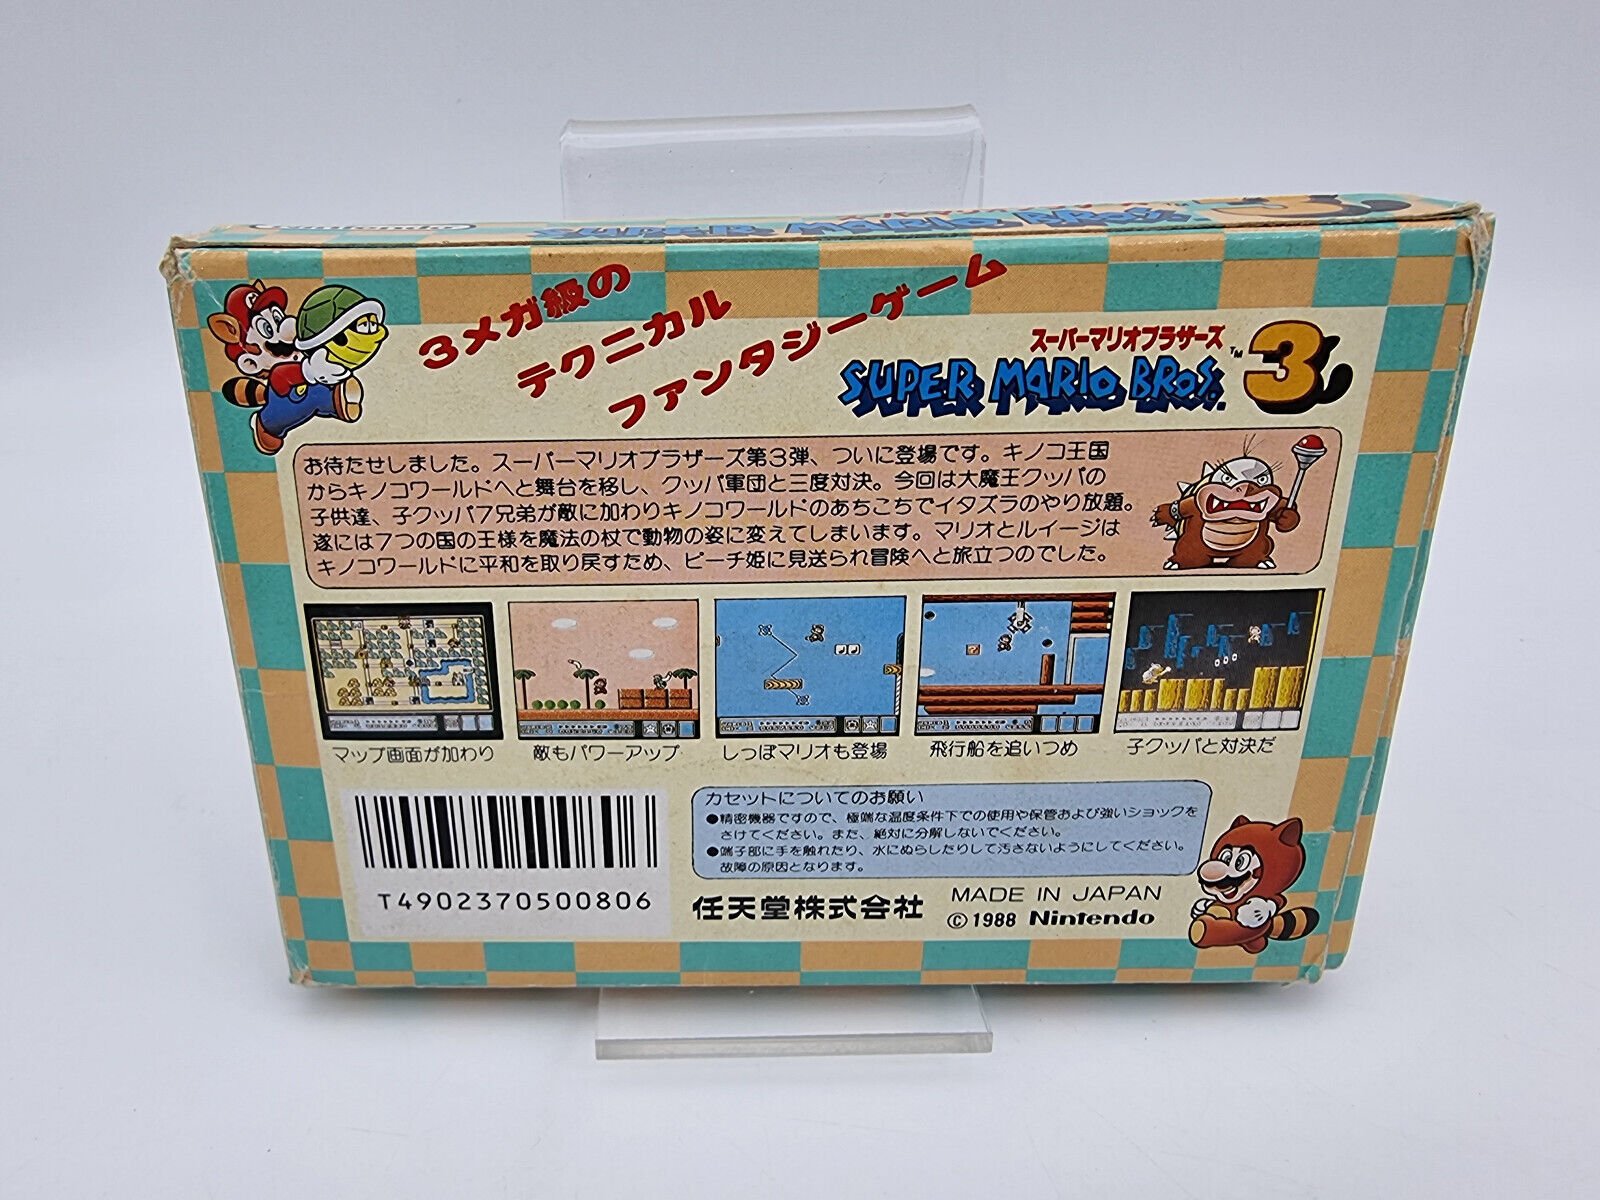 Nintendo
スーパーマリオブラザーズ
SUPER MARIO BROS. 3
3メガ級の
テクニカル
ファンタジーゲーム
スーパーマリオブラザーズ
SUPER MARIO BROS.™ 3
お待たせしました。スーパーマリオブラザーズ第3弾、ついに登場です。キノコ王国
からキノコワールドへと舞台を移し、クッパ軍団と三度対決。今回は大魔王クッパの
子供達、子クッパ7兄弟が敵に加わりキノコワールドのあちこちでイタズラのやり放題。
遂には7つの国の王様を魔法の杖で動物の姿に変えてしまいます。マリオとルイージは
キノコワールドに平和を取り戻すため、ピーチ姫に見送られ冒険へと旅立つのでした。
マップ画面が加わり
敵もパワーアップ
しっぽマリオも登場
飛行船を追いつめ
子クッパと対決だ
カセットについてのお願い
●精密機器ですので、極端な温度条件下での使用や保管および強いショックを
さけてください。また、絶対に分解しないでください。
●端子部に手を触れたり、水にぬらしたりして汚さないようにしてください。
故障の原因となります。
T4902370500806
任天堂株式会社
MADE IN JAPAN
©1988 Nintendo